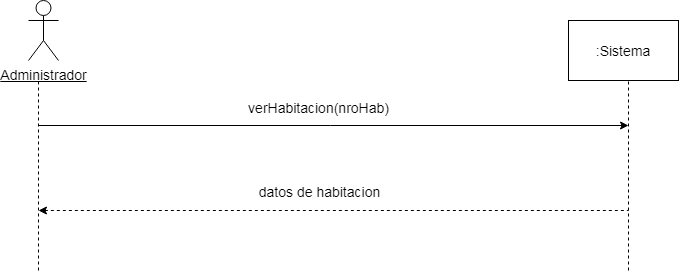 Administrador
:Sistema
verHabitacion(nroHab)
datos de habitacion